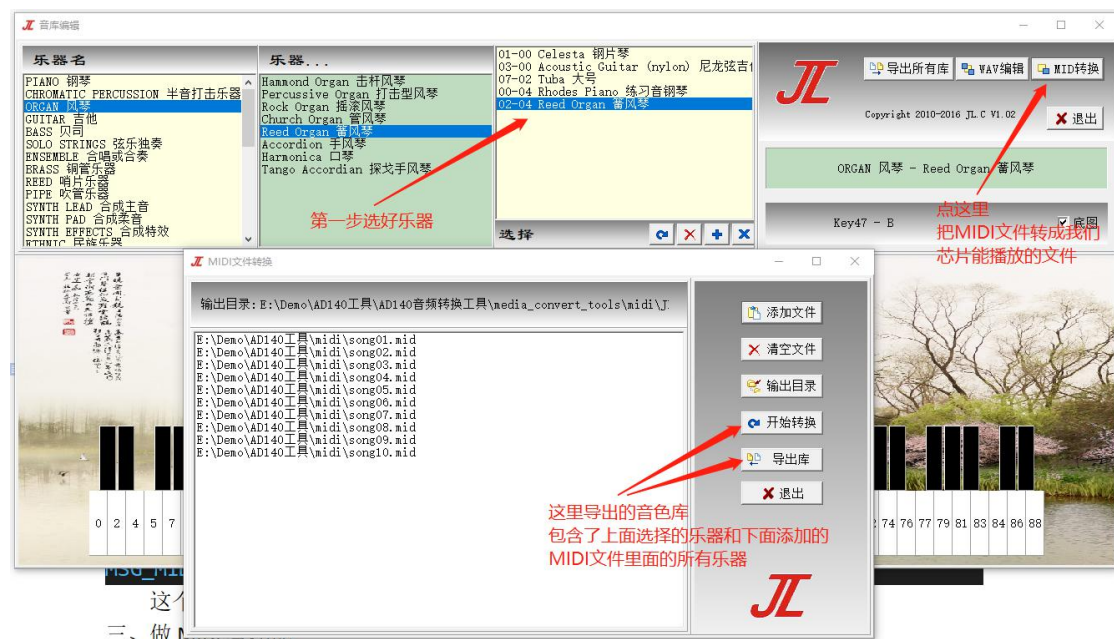 音库编辑
乐器名
PIANO 钢琴
CHROMATIC PERCUSSION 半音打击乐器
ORGAN 风琴
GUITAR 吉他
BASS 贝司
SOLO STRINGS 弦乐独奏
ENSEMBLE 合唱或合奏
BRASS 铜管乐器
REED 哨片乐器
PIPE 吹管乐器
SYNTH LEAD 合成主音
SYNTH PAD 合成柔音
SYNTH EFFECTS 合成特效
ETHNIC 民族乐器
乐器...
Hammond Organ 击杆风琴
Percussive Organ 打击型风琴
Rock Organ 摇滚风琴
Church Organ 管风琴
Reed Organ 簧风琴
Accordion 手风琴
Harmonica 口琴
Tango Accordian 探戈手风琴
第一步选好乐器
01-00 Celesta 钢片琴
03-00 Acoustic Guitar (nylon) 尼龙弦吉
07-02 Tuba 大号
00-04 Rhodes Piano 练习音钢琴
02-04 Reed Organ 簧风琴
选择
JL
导出所有库
WAV编辑
MID转换
Copyright 2010-2016 JL.C V1.02
退出
ORGAN 风琴 - Reed Organ 簧风琴
Key47 - B
底图
点这里
把MIDI文件转成我们
芯片能播放的文件
MIDI文件转换
输出目录: E:\Demo\AD140工具\AD140音频转换工具\media_convert_tools\midi\J
E:\Demo\AD140工具\midi\song01.mid
E:\Demo\AD140工具\midi\song02.mid
E:\Demo\AD140工具\midi\song03.mid
E:\Demo\AD140工具\midi\song04.mid
E:\Demo\AD140工具\midi\song05.mid
E:\Demo\AD140工具\midi\song06.mid
E:\Demo\AD140工具\midi\song07.mid
E:\Demo\AD140工具\midi\song08.mid
E:\Demo\AD140工具\midi\song09.mid
E:\Demo\AD140工具\midi\song10.mid
添加文件
清空文件
输出目录
开始转换
导出库
退出
这里导出的音色库
包含了上面选择的乐器和下面添加的
MIDI文件里面的所有乐器
JL
0 2 4 5 7
74 76 77 79 81 83 84 86 88
MSG_MI
这个
三、做 M